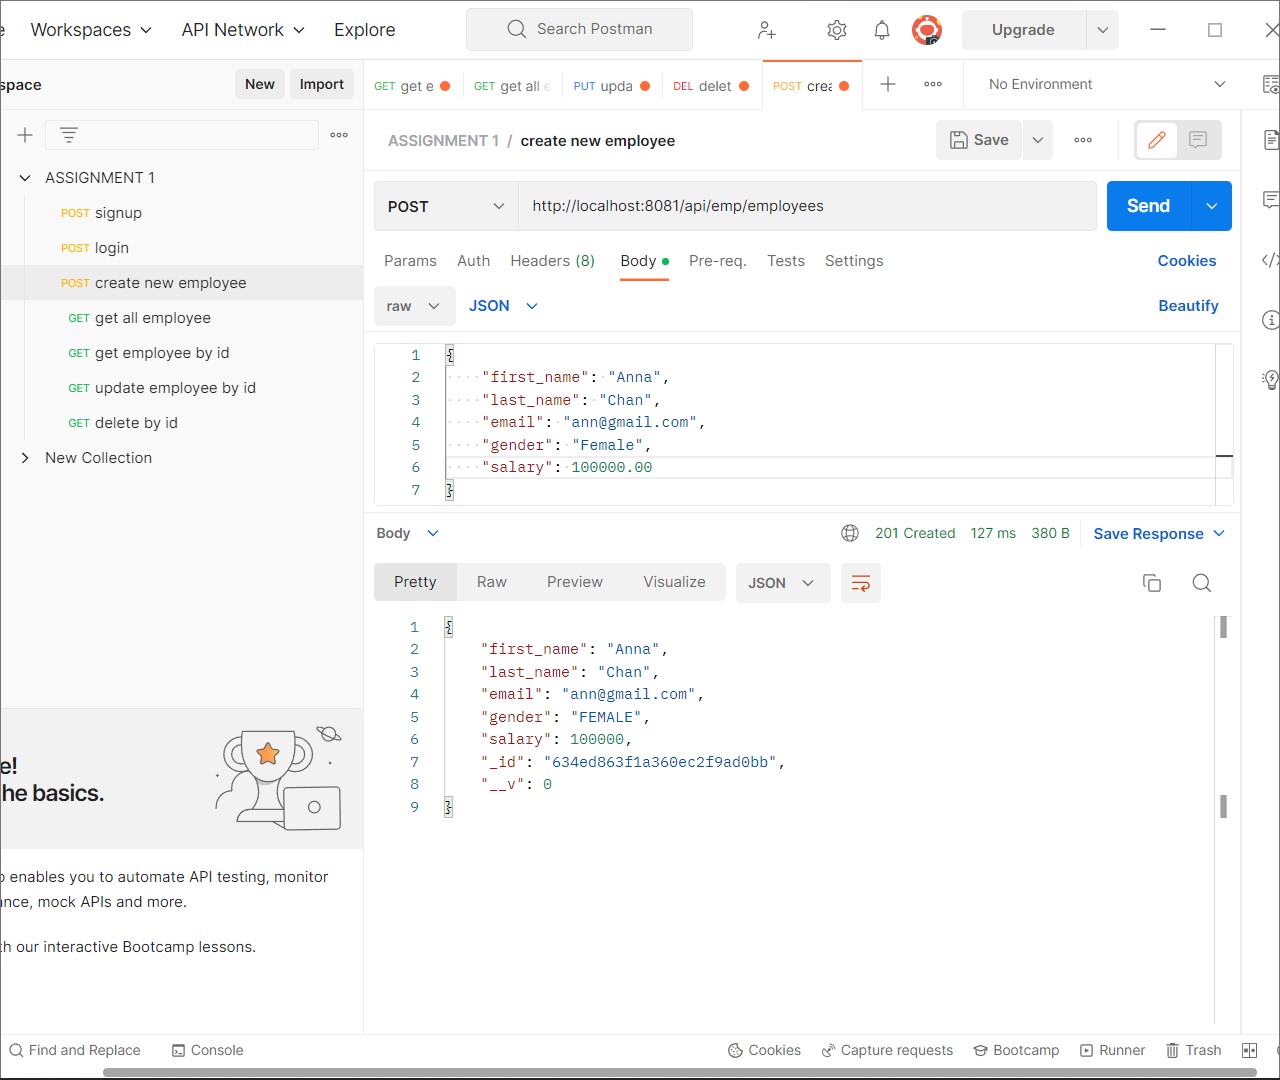 Workspaces API Network Explore Search Postman Upgrade
space New Import GET get e GET get all e PUT upda DEL delet POST crea No Environment
ASSIGNMENT 1 / create new employee Save
ASSIGNMENT 1
POST signup
POST login
POST create new employee
GET get all employee
GET get employee by id
GET update employee by id
GET delete by id
New Collection
POST http://localhost:8081/api/emp/employees Send
Params Auth Headers (8) Body Pre-req. Tests Settings Cookies
raw JSON Beautify
1 {
2 "first_name": "Anna",
3 "last_name": "Chan",
4 "email": "ann@gmail.com",
5 "gender": "Female",
6 "salary": 100000.00
7 }
Body 201 Created 127 ms 380 B Save Response
Pretty Raw Preview Visualize JSON
1 {
2 "first_name": "Anna",
3 "last_name": "Chan",
4 "email": "ann@gmail.com",
5 "gender": "FEMALE",
6 "salary": 100000,
7 "_id": "634ed863f1a360ec2f9ad0bb",
8 "__v": 0
9 }
e!
he basics.
o enables you to automate API testing, monitor
ance, mock APIs and more.
th our interactive Bootcamp lessons.
Find and Replace Console Cookies Capture requests Bootcamp Runner Trash